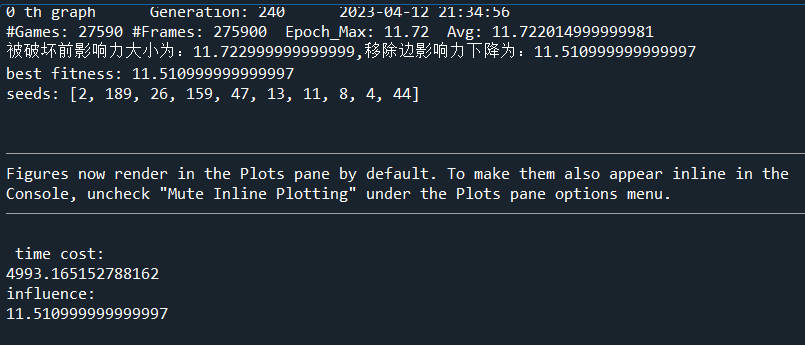 0 th graph      Generation: 240      2023-04-12 21:34:56
#Games: 27590 #Frames: 275900  Epoch_Max: 11.72  Avg: 11.722014999999981
被破坏前影响力大小为：11.722999999999999,移除边影响力下降为：11.510999999999997
best fitness: 11.510999999999997
seeds: [2, 189, 26, 159, 47, 13, 11, 8, 4, 44]
Figures now render in the Plots pane by default. To make them also appear inline in the
Console, uncheck "Mute Inline Plotting" under the Plots pane options menu.
time cost:
4993.165152788162
influence:
11.510999999999997